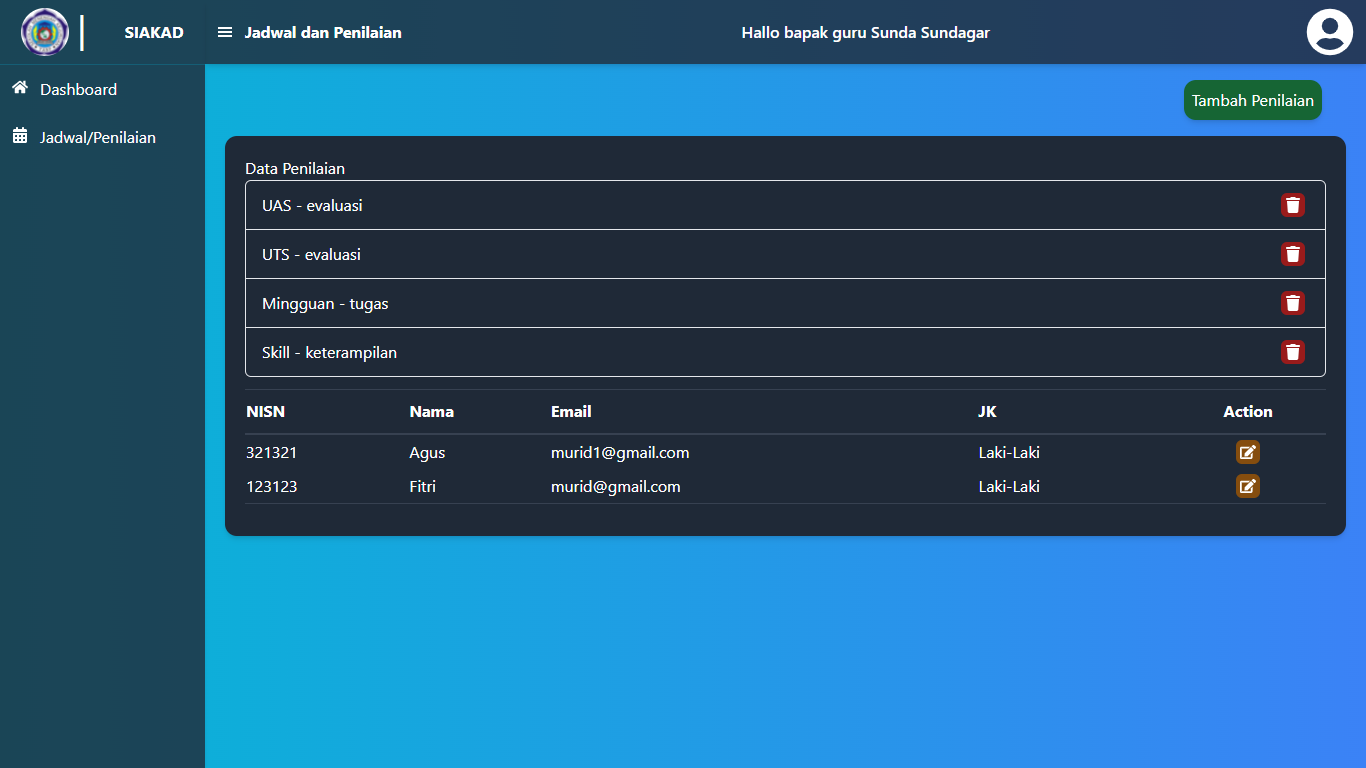 SIAKAD
Jadwal dan Penilaian
Hallo bapak guru Sunda Sundagar
Dashboard
Jadwal/Penilaian
Tambah Penilaian
Data Penilaian
UAS - evaluasi
UTS - evaluasi
Mingguan - tugas
Skill - keterampilan
NISN Nama Email JK Action
321321 Agus murid1@gmail.com Laki-Laki
123123 Fitri murid@gmail.com Laki-Laki